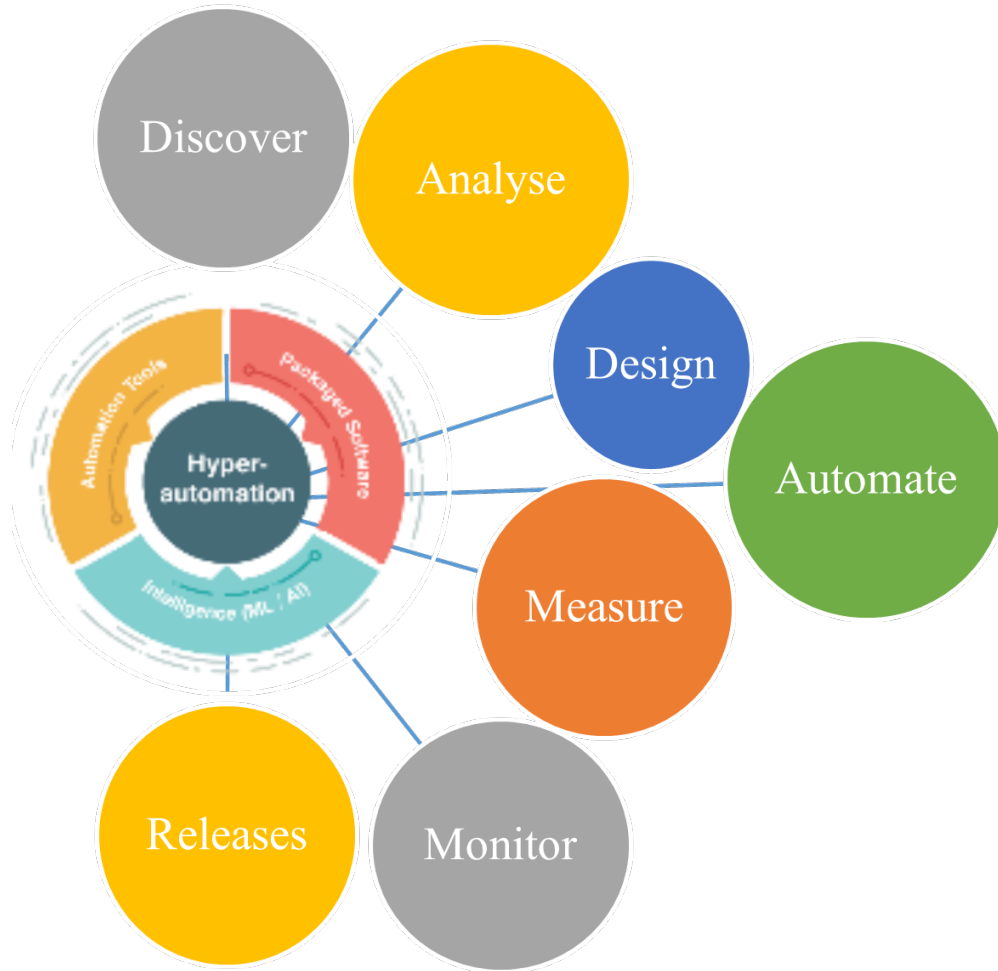 Discover
Analyse
Design
Automate
Measure
Monitor
Releases
Automation Tools
Packaged Software
Intelligence (ML / AI)
Hyper-
automation